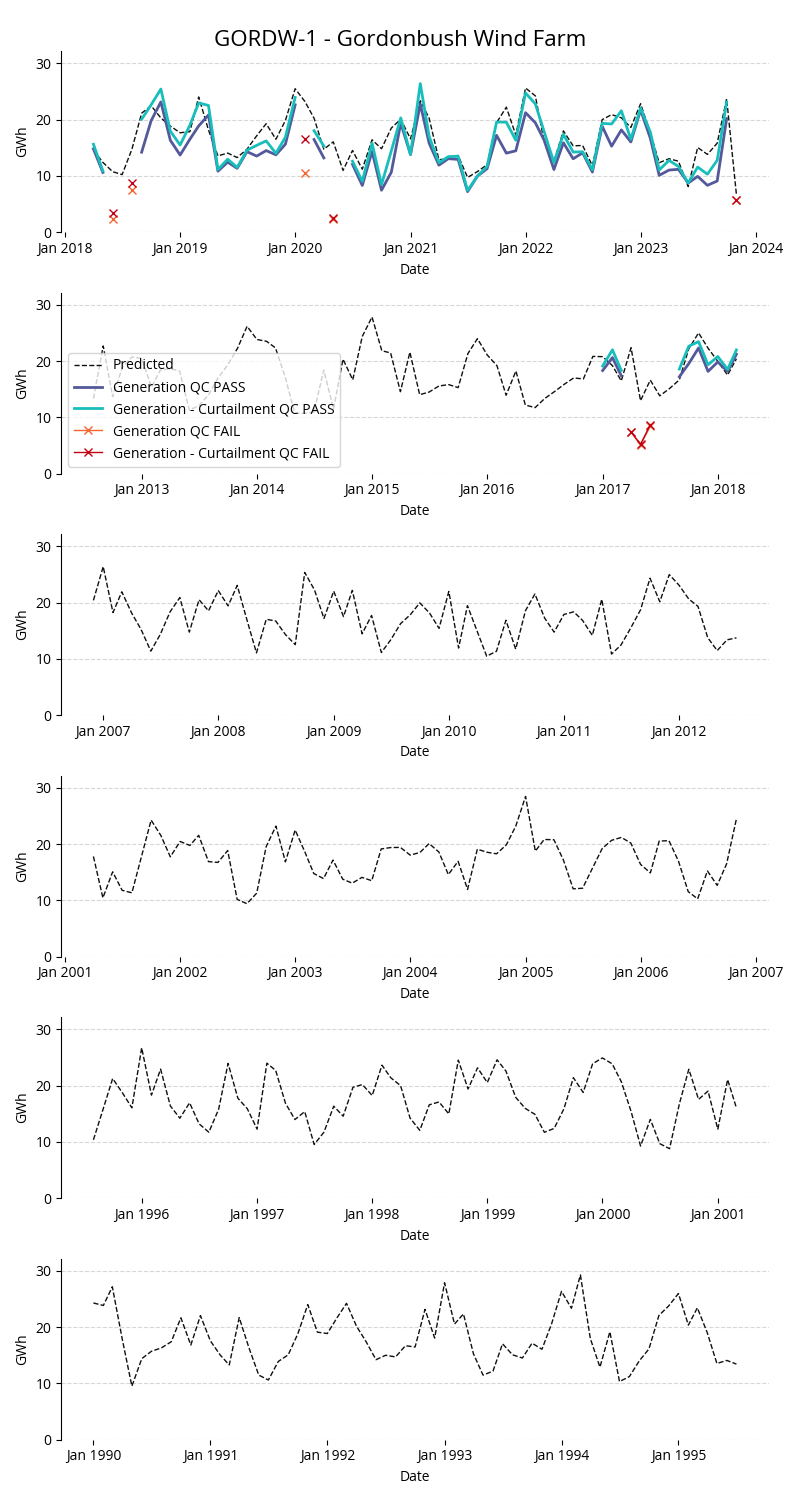 GORDW-1 - Gordonbush Wind Farm
30
20
10
0
GWh
Jan 2018 Jan 2019 Jan 2020 Jan 2021 Jan 2022 Jan 2023 Jan 2024
Date
30
20
10
0
GWh
Predicted
Generation QC PASS
Generation - Curtailment QC PASS
Generation QC FAIL
Generation - Curtailment QC FAIL
Jan 2013 Jan 2014 Jan 2015 Jan 2016 Jan 2017 Jan 2018
Date
30
20
10
0
GWh
Jan 2007 Jan 2008 Jan 2009 Jan 2010 Jan 2011 Jan 2012
Date
30
20
10
0
GWh
Jan 2001 Jan 2002 Jan 2003 Jan 2004 Jan 2005 Jan 2006 Jan 2007
Date
30
20
10
0
GWh
Jan 1996 Jan 1997 Jan 1998 Jan 1999 Jan 2000 Jan 2001
Date
30
20
10
0
GWh
Jan 1990 Jan 1991 Jan 1992 Jan 1993 Jan 1994 Jan 1995
Date